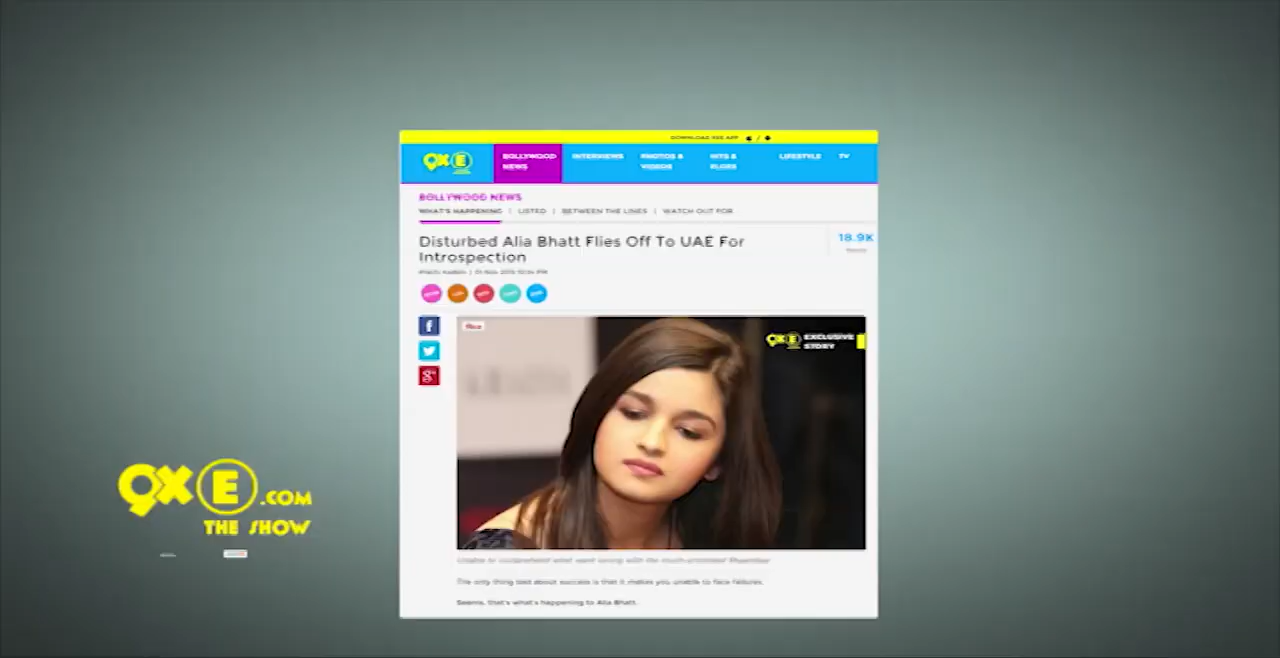 DOWNLOAD 9XE APP
9XE
BOLLYWOOD NEWS
INTERVIEWS
PHOTOS & VIDEOS
HITS & FLOPS
LIFESTYLE
TV
BOLLYWOOD NEWS
WHAT'S HAPPENING | LISTED | BETWEEN THE LINES | WATCH OUT FOR
Disturbed Alia Bhatt Flies Off To UAE For
Introspection
18.9K
9XE EXCLUSIVE
STORY
The only thing bad about success is that it makes you unable to face failures.
Seems, that's what's happening to Alia Bhatt.
9XE.COM
THE SHOW